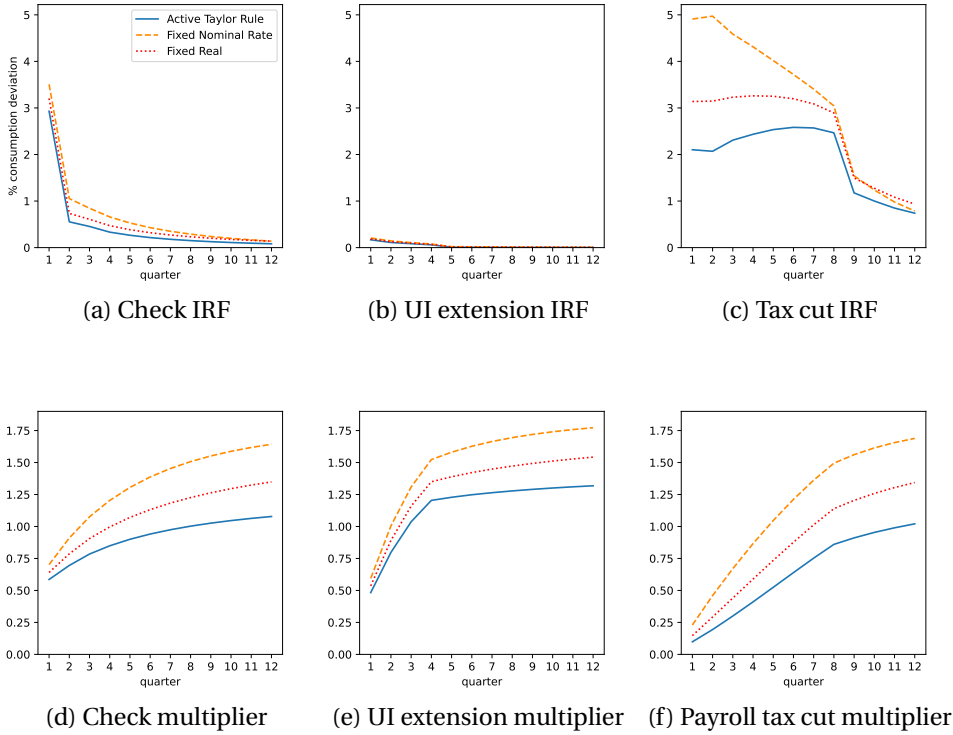 5
4
3
2
1
0
% consumption deviation
Active Taylor Rule
Fixed Nominal Rate
Fixed Real
1 2 3 4 5 6 7 8 9 10 11 12
quarter
(a) Check IRF
5
4
3
2
1
0
1 2 3 4 5 6 7 8 9 10 11 12
quarter
(b) UI extension IRF
5
4
3
2
1
0
1 2 3 4 5 6 7 8 9 10 11 12
quarter
(c) Tax cut IRF
1.75
1.50
1.25
1.00
0.75
0.50
0.25
0.00
1 2 3 4 5 6 7 8 9 10 11 12
quarter
(d) Check multiplier
1.75
1.50
1.25
1.00
0.75
0.50
0.25
0.00
1 2 3 4 5 6 7 8 9 10 11 12
quarter
(e) UI extension multiplier
1.75
1.50
1.25
1.00
0.75
0.50
0.25
0.00
1 2 3 4 5 6 7 8 9 10 11 12
quarter
(f) Payroll tax cut multiplier